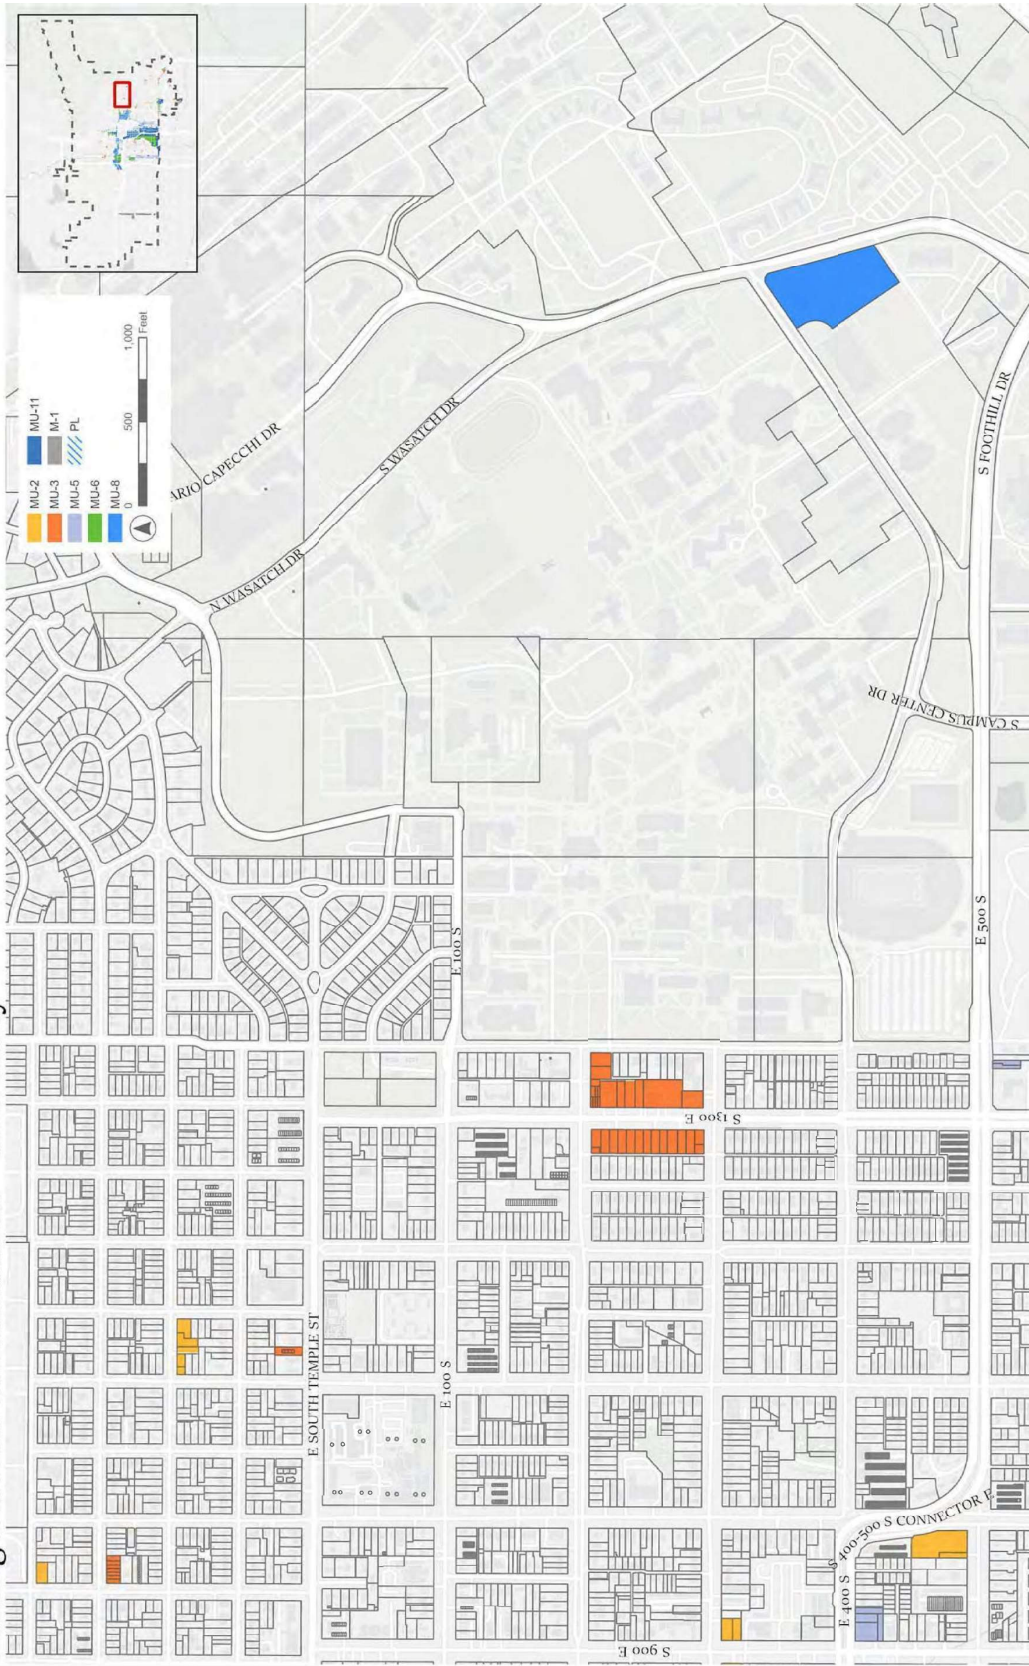 MU-2
MU-3
MU-5
MU-6
MU-8
MU-11
M-1
PL
0
500
1,000
Feet
ARIO CAPECCHI DR
S WASATCH DR
N WASATCH DR
S FOOTHILL DR
S CAMPUS CENTER DR
E 100 S
E 500 S
S 1300 E
E SOUTH TEMPLE ST
E 100 S
S 400-500 S CONNECTOR E
E 400 S
S 900 E